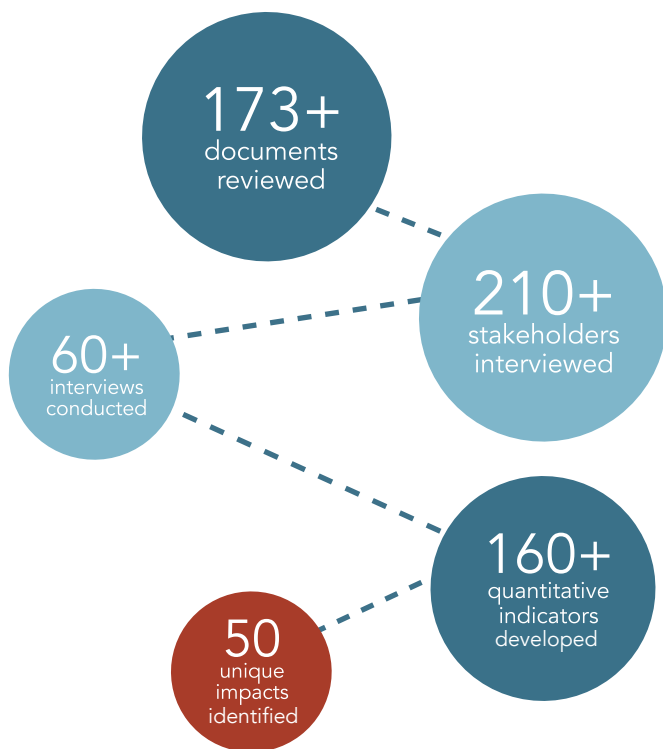 173+
documents
reviewed
210+
stakeholders
interviewed
60+
interviews
conducted
160+
quantitative
indicators
developed
50
unique
impacts
identified